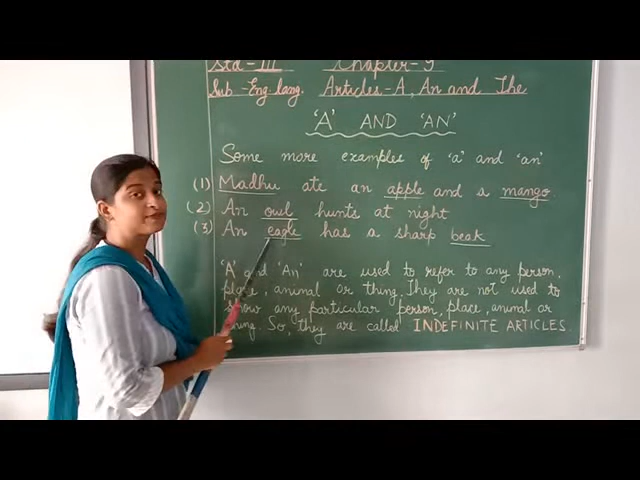 Std - III Chapter - 9
Sub - Eng. lang. Articles - A, An and The
'A' AND 'AN'
Some more examples of 'a' and 'an'
(1) Madhu ate an apple and a mango.
(2) An owl hunts at night
(3) An eagle has a sharp beak
'A' and 'An' are used to refer to any person,
place, animal or thing. They are not used to
show any particular person, place, animal or
thing. So, they are called INDEFINITE ARTICLES.